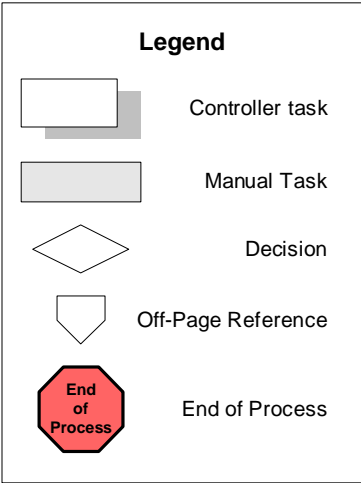 Legend
Controller task
Manual Task
Decision
Off-Page Reference
End
of
Process
End of Process